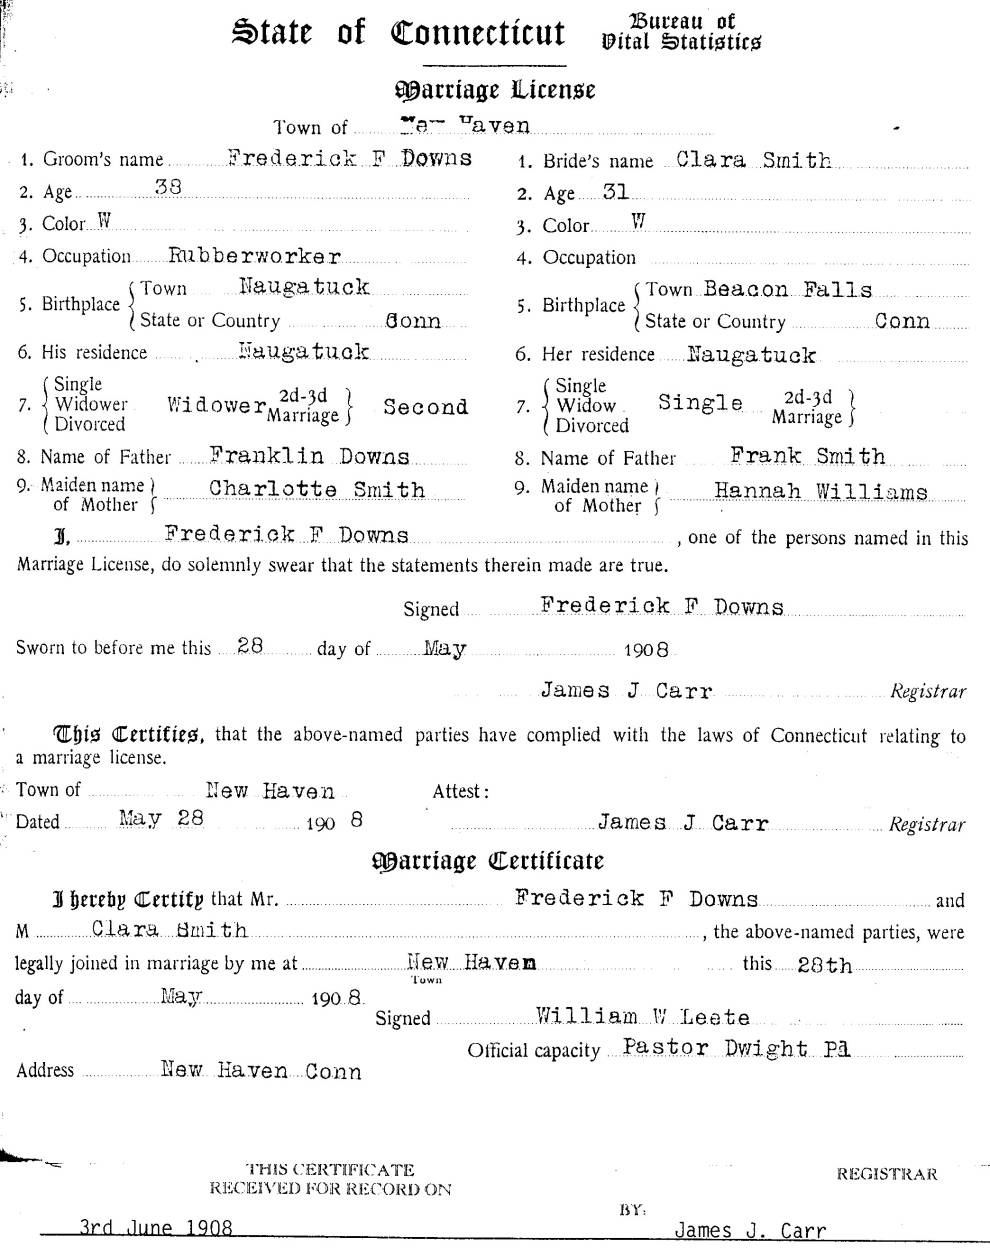 State of Connecticut Bureau of Vital Statistics
Marriage License
Town of New Haven
1. Groom's name Frederick F Downs 1. Bride's name Clara Smith
2. Age 38 2. Age 31
3. Color W 3. Color W
4. Occupation Rubberworker 4. Occupation
5. Birthplace { Town Naugatuck 5. Birthplace { Town Beacon Falls
State or Country Conn State or Country Conn
6. His residence Naugatuck 6. Her residence Naugatuck
7. { Single Widower Divorced Widower 2d-3d Marriage } Second 7. { Single Widow Divorced Single 2d-3d Marriage }
8. Name of Father Franklin Downs 8. Name of Father Frank Smith
9. Maiden name of Mother } Charlotte Smith 9. Maiden name of Mother } Hannah Williams
I, Frederick F Downs , one of the persons named in this
Marriage License, do solemnly swear that the statements therein made are true.
Signed Frederick F Downs
Sworn to before me this 28 day of May 1908
James J Carr Registrar
This Certifies, that the above-named parties have complied with the laws of Connecticut relating to
a marriage license.
Town of New Haven Attest:
Dated May 28 190 8 James J Carr Registrar
Marriage Certificate
I hereby Certify that Mr. Frederick F Downs and
M Clara Smith , the above-named parties, were
legally joined in marriage by me at New Haven this 28th
Town
day of May 190 8
Signed William W Leete
Official capacity Pastor Dwight Pl
Address New Haven Conn
THIS CERTIFICATE REGISTRAR
RECEIVED FOR RECORD ON
BY:
3rd June 1908 James J. Carr